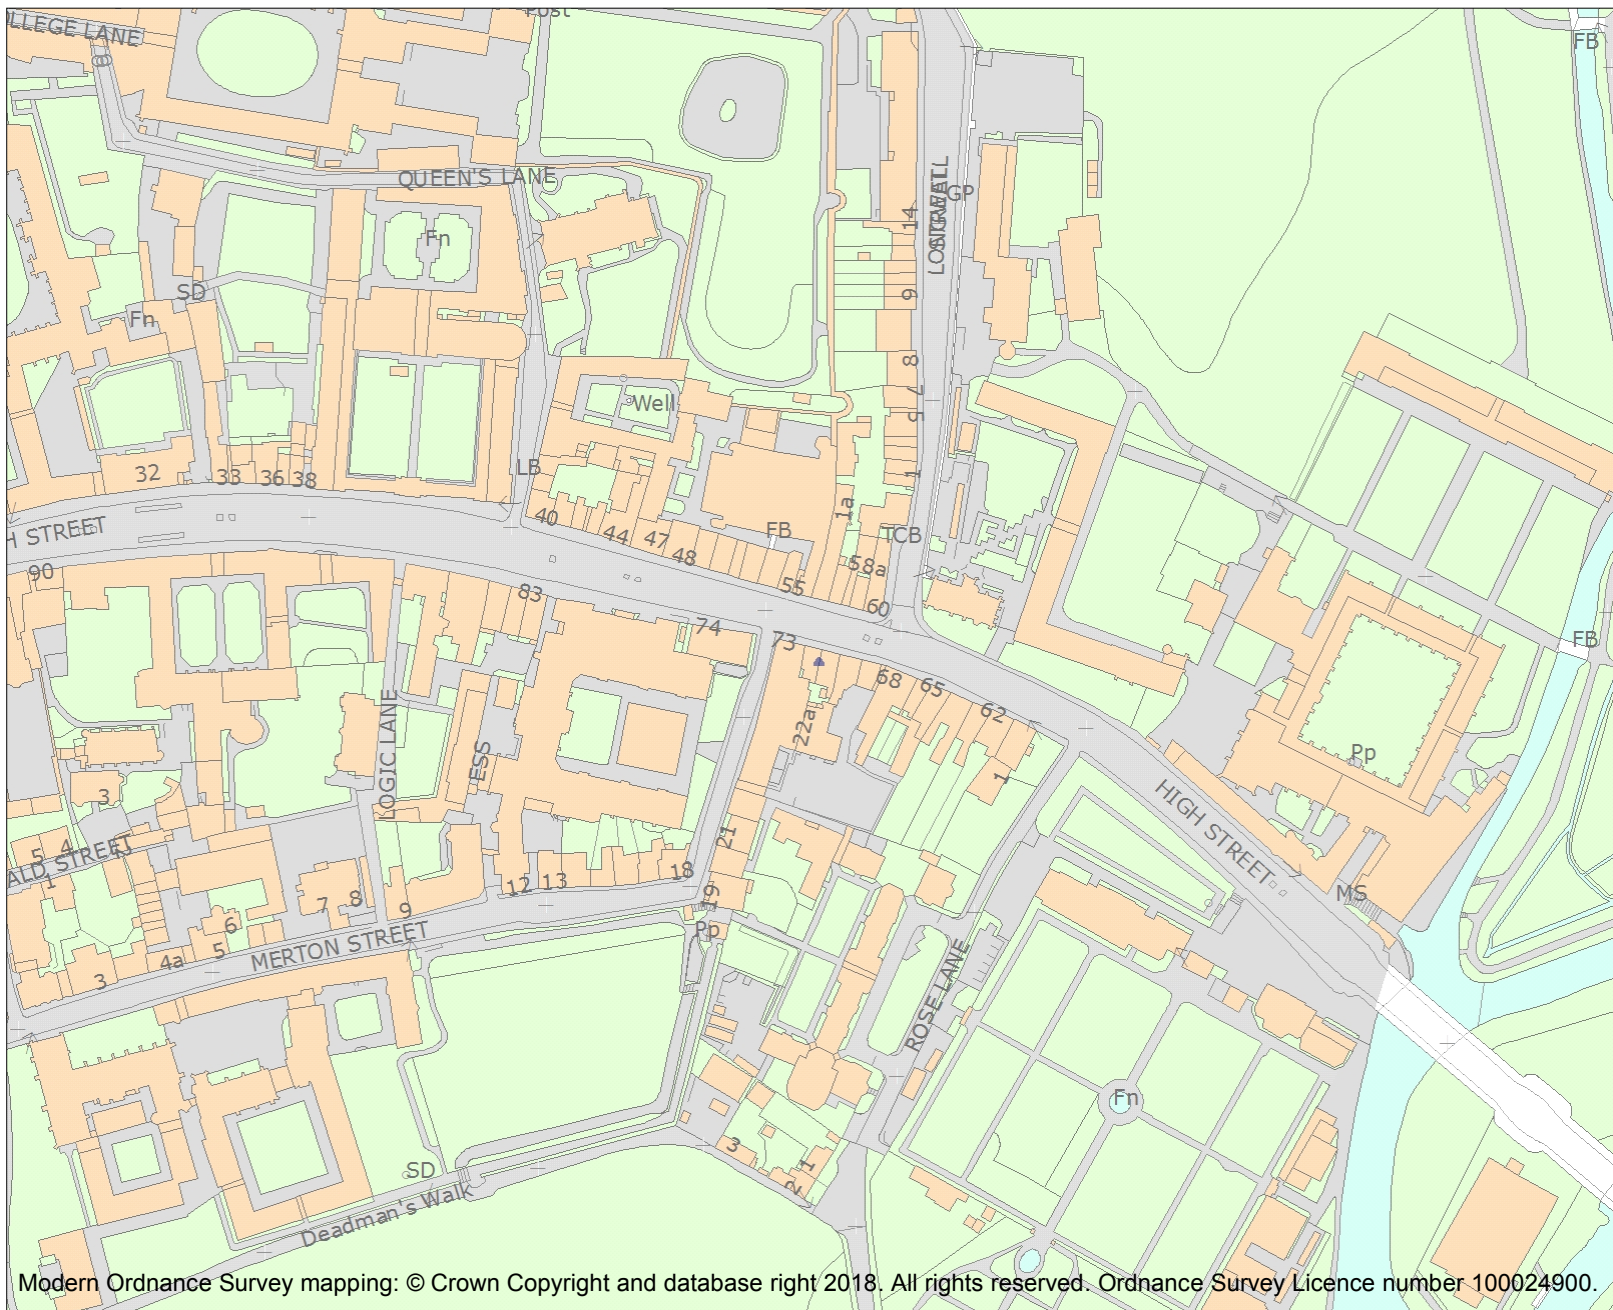 Post
OLLEGE LANE
FB
QUEEN'S LANE
GP
LONGWALL
STREET
14
Fn
SD
9
Fn
8
7
Well
5
LB
32
33
36
38
1
1a
40
H STREET
44
47
48
FB
TCB
58a
90
83
55
60
FB
74
73
68
65
62
22a
LOGIC LANE
ESS
1
Pp
HIGH STREET
3
21
5
4
ALD STREET
1
12
13
18
19
MS
7
8
9
6
5
MERTON STREET
4a
3
Pp
ROSE LANE
Fn
SD
3
1
2
Deadman's Walk
Modern Ordnance Survey mapping: © Crown Copyright and database right 2018. All rights reserved. Ordnance Survey Licence number 100024900.